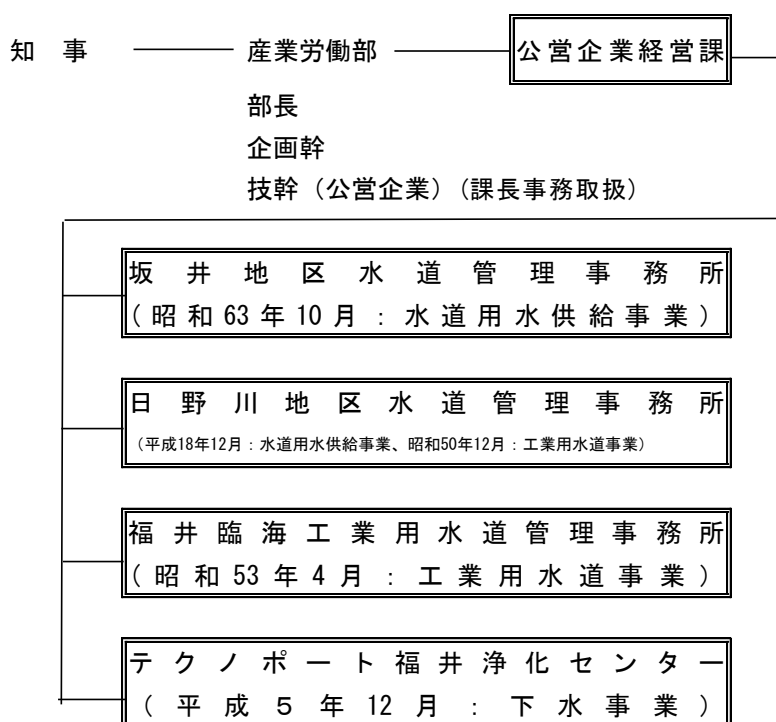 知事 産業労働部 公営企業経営課
部長
企画幹
技幹（公営企業）(課長事務取扱)
坂井地区水道管理事務所
(昭和63年10月：水道用水供給事業)
日野川地区水道管理事務所
(平成18年12月：水道用水供給事業、昭和50年12月：工業用水道事業)
福井臨海工業用水道管理事務所
(昭和53年4月：工業用水道事業)
テクノポート福井浄化センター
(平成５年12月：下水事業)